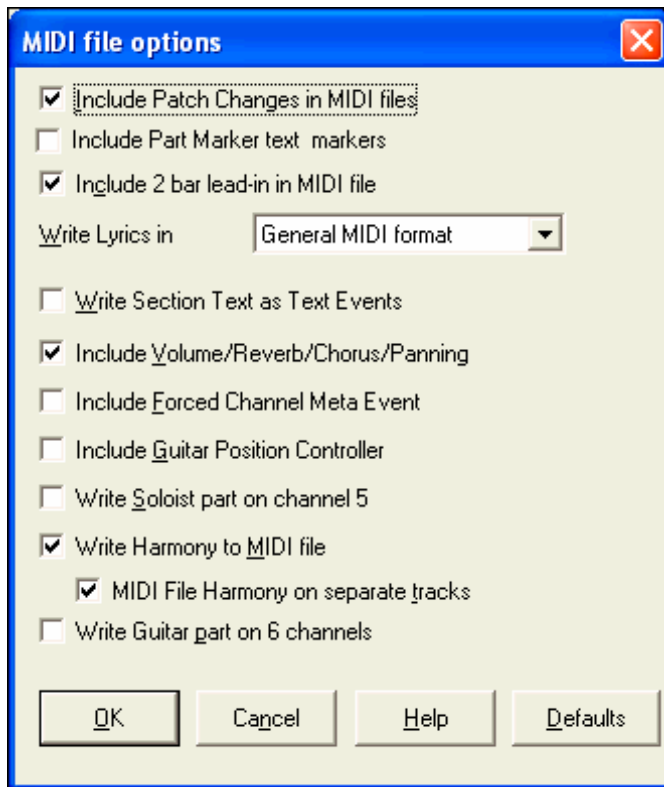 MIDI file options
Include Patch Changes in MIDI files
Include Part Marker text  markers
Include 2 bar lead-in in MIDI file
Write Lyrics in General MIDI format
Write Section Text as Text Events
Include Volume/Reverb/Chorus/Panning
Include Forced Channel Meta Event
Include Guitar Position Controller
Write Soloist part on channel 5
Write Harmony to MIDI file
MIDI File Harmony on separate tracks
Write Guitar part on 6 channels
OK Cancel Help Defaults